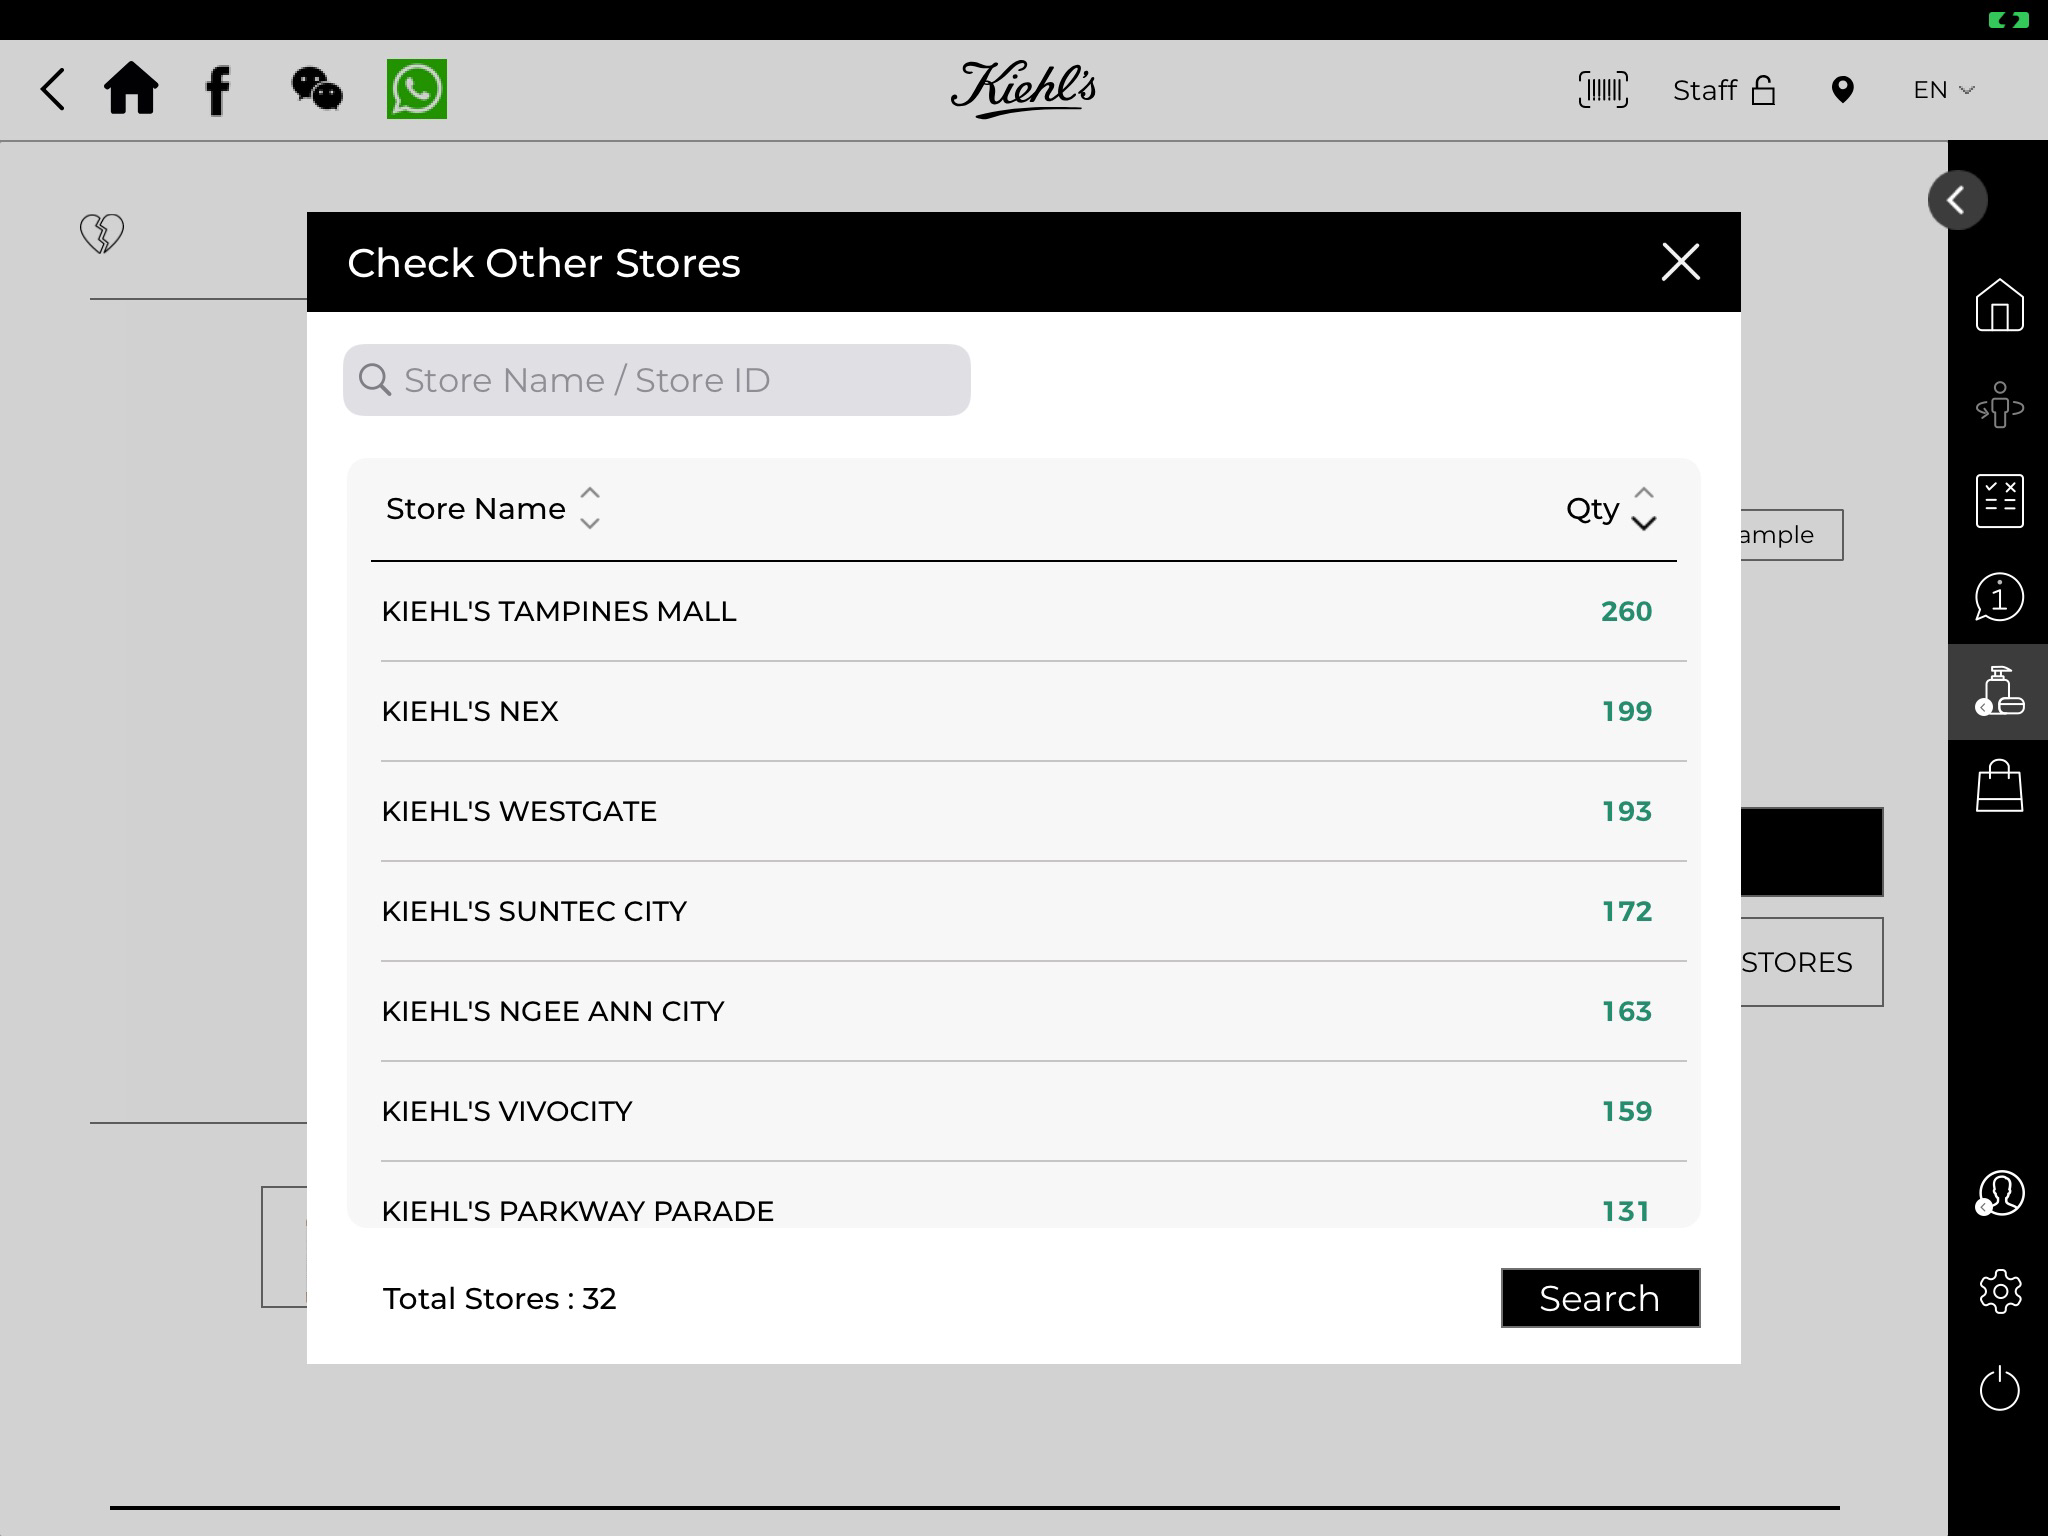 Kiehl's
Staff
EN
Check Other Stores
Store Name / Store ID
Store Name
Qty
KIEHL'S TAMPINES MALL 260
KIEHL'S NEX 199
KIEHL'S WESTGATE 193
KIEHL'S SUNTEC CITY 172
KIEHL'S NGEE ANN CITY 163
KIEHL'S VIVOCITY 159
KIEHL'S PARKWAY PARADE 131
Total Stores : 32
Search
ample
STORES